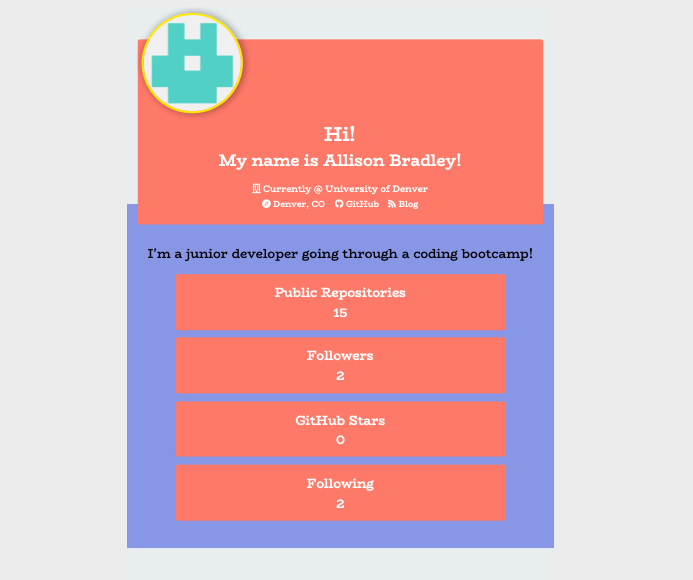 Hi!
My name is Allison Bradley!
Currently @ University of Denver
Denver, CO GitHub Blog
I'm a junior developer going through a coding bootcamp!
Public Repositories
15
Followers
2
GitHub Stars
0
Following
2